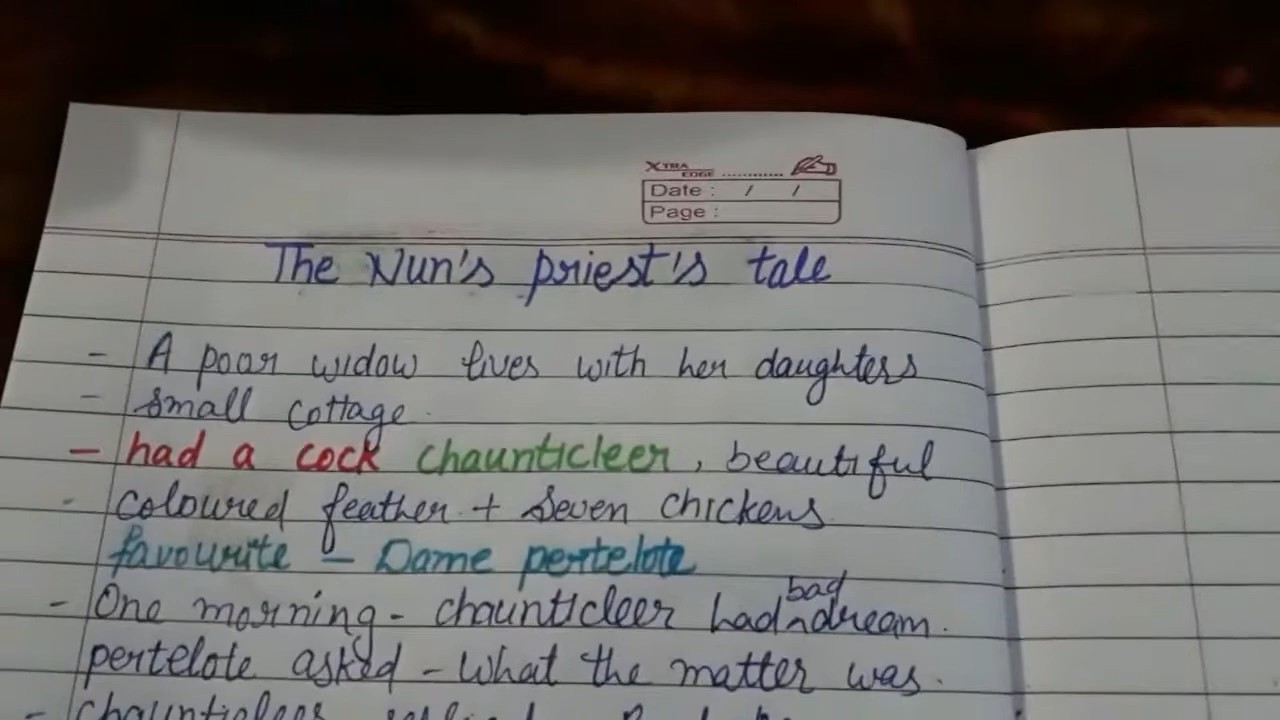 XTRA EDGE ............
Date : / /
Page :
The Nun's priest's tale
- A poor widow lives with her daughters
- Small cottage.
- had a cock chaunticleer, beautiful
- coloured feather + Seven chickens.
favourite - Dame pertelote
- One morning - chaunticleer had bad dream.
pertelote asked - What the matter was.
- Chaunticleer